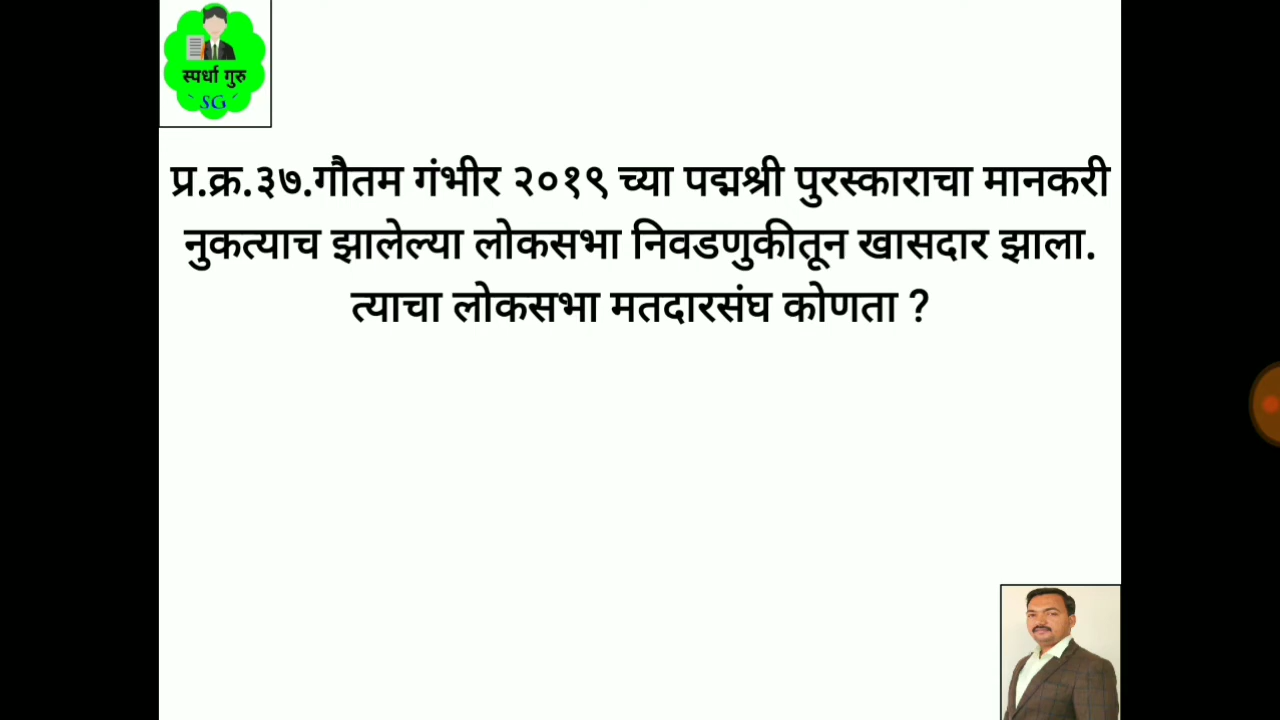 स्पर्धा गुरु
SG
प्र.क्र.३७.गौतम गंभीर २०१९ च्या पद्मश्री पुरस्काराचा मानकरी
नुकत्याच झालेल्या लोकसभा निवडणुकीतून खासदार झाला.
त्याचा लोकसभा मतदारसंघ कोणता ?